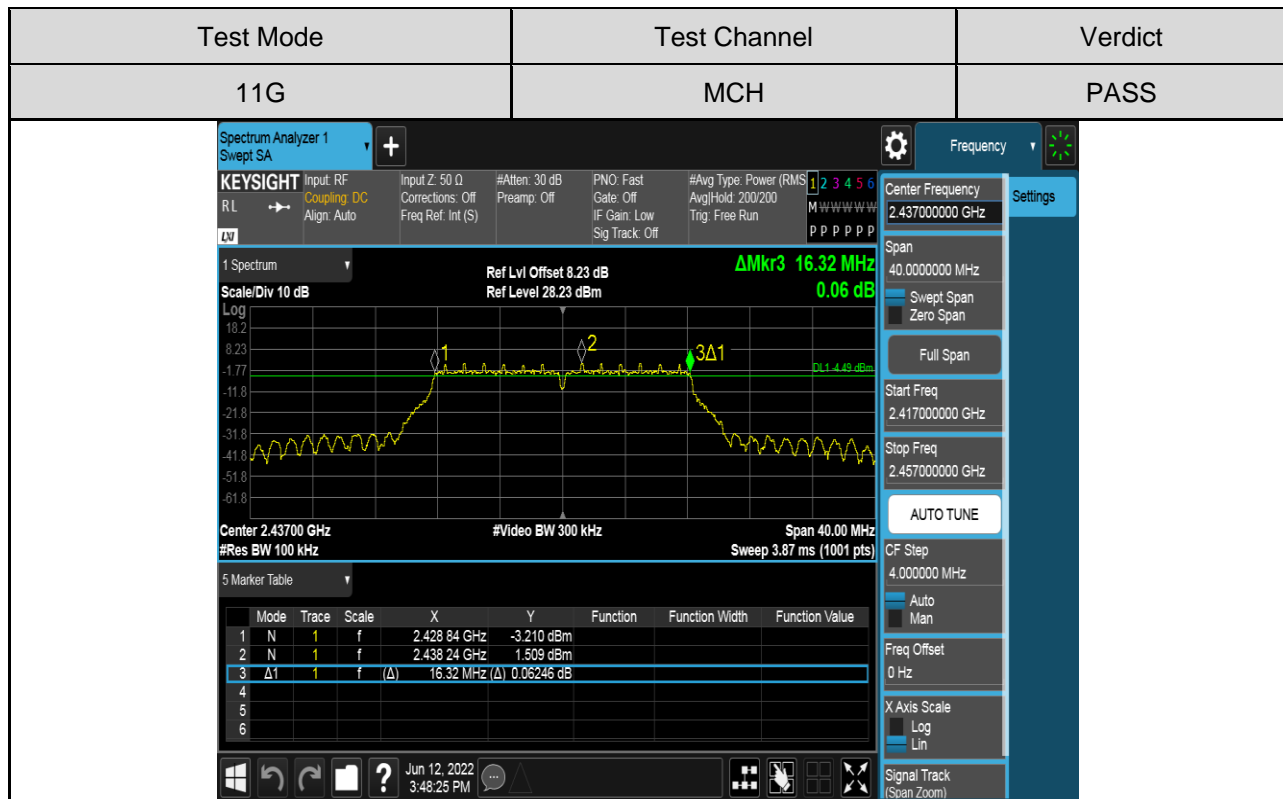 Test Mode Test Channel Verdict
11G MCH PASS
Spectrum Analyzer 1
Swept SA
Frequency
KEYSIGHT Input: RF Input Z: 50 Ω #Atten: 30 dB PNO: Fast #Avg Type: Power (RMS 1 2 3 4 5 6
RL Coupling: DC Corrections: Off Preamp: Off Gate: Off Avg|Hold: 200/200 M W W W W W
Align: Auto Freq Ref: Int (S) IF Gain: Low Trig: Free Run P P P P P P
LXI Sig Track: Off
1 Spectrum
Ref Lvl Offset 8.23 dB ΔMkr3 16.32 MHz
Scale/Div 10 dB Ref Level 28.23 dBm 0.06 dB
Log
18.2
8.23 1 2 3Δ1
-1.77 DL1 -4.49 dBm
-11.8
-21.8
-31.8
-41.8
-51.8
-61.8
Center 2.43700 GHz #Video BW 300 kHz Span 40.00 MHz
#Res BW 100 kHz Sweep 3.87 ms (1001 pts)
5 Marker Table
Mode Trace Scale X Y Function Function Width Function Value
1 N 1 f 2.428 84 GHz -3.210 dBm
2 N 1 f 2.438 24 GHz 1.509 dBm
3 Δ1 1 f (Δ) 16.32 MHz (Δ) 0.06246 dB
4
5
6
Jun 12, 2022
3:48:25 PM
Center Frequency
2.437000000 GHz
Settings
Span
40.0000000 MHz
Swept Span
Zero Span
Full Span
Start Freq
2.417000000 GHz
Stop Freq
2.457000000 GHz
AUTO TUNE
CF Step
4.000000 MHz
Auto
Man
Freq Offset
0 Hz
X Axis Scale
Log
Lin
Signal Track
(Span Zoom)